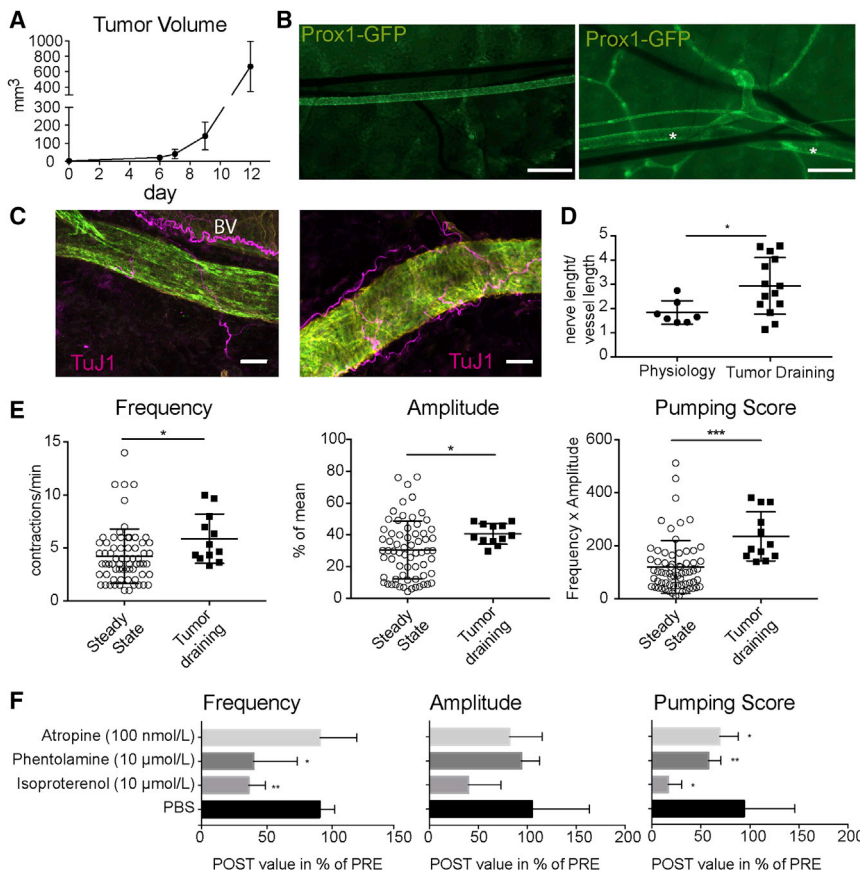 A
Tumor Volume
mm3
1000
800
600
400
300
200
100
0
0 2 4 6 8 10 12
day
B
Prox1-GFP
Prox1-GFP
*
*
C
BV
TuJ1
TuJ1
D
*
nerve lenght/
vessel length
5
4
3
2
1
0
Physiology Tumor Draining
E
Frequency
*
contractions/min
15
10
5
0
Steady
State
Tumor
draining
Amplitude
*
% of mean
100
80
60
40
20
0
Steady
State
Tumor
draining
Pumping Score
***
Frequency x Amplitude
600
400
200
0
Steady
State
Tumor
draining
F
Frequency
Atropine (100 nmol/L)
Phentolamine (10 µmol/L) *
Isoproterenol (10 µmol/L) **
PBS
0 50 100 150
POST value in % of PRE
Amplitude
0 50 100 150 200
POST value in % of PRE
Pumping Score
*
**
*
0 50 100 150 200
POST value in % of PRE